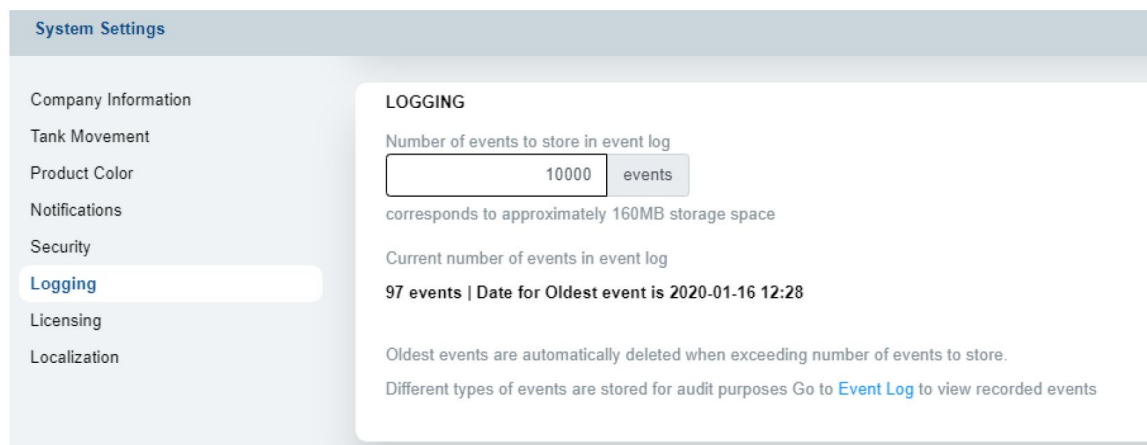 System Settings
Company Information
Tank Movement
Product Color
Notifications
Security
Logging
Licensing
Localization
LOGGING
Number of events to store in event log
10000 events
corresponds to approximately 160MB storage space
Current number of events in event log
97 events | Date for Oldest event is 2020-01-16 12:28
Oldest events are automatically deleted when exceeding number of events to store.
Different types of events are stored for audit purposes Go to Event Log to view recorded events